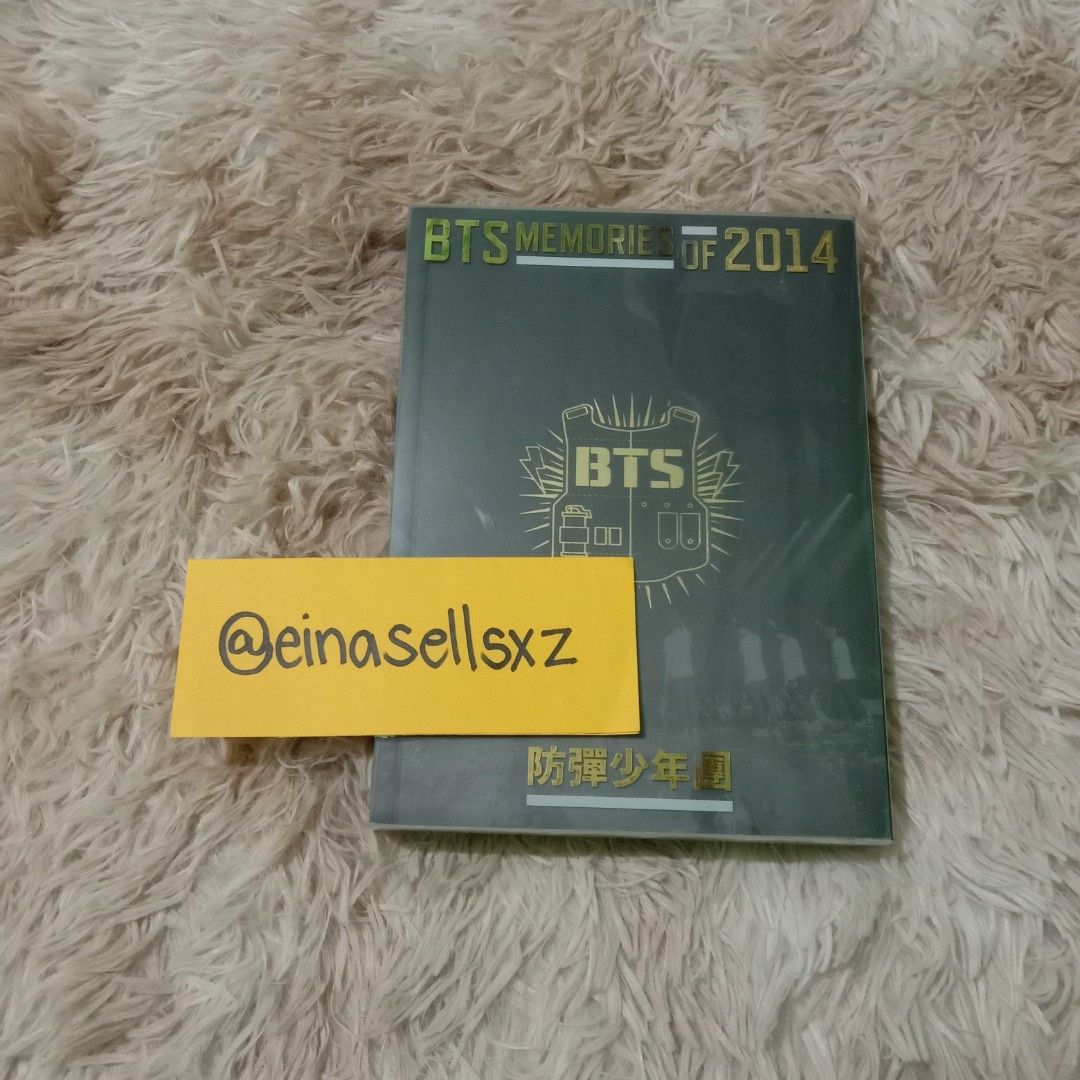 BTS MEMORIES OF 2014
BTS
@einasellsxz
防彈少年團